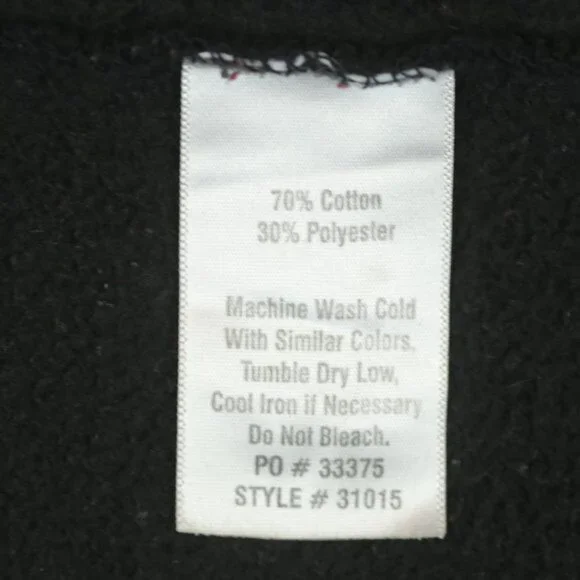 70% Cotton
30% Polyester
Machine Wash Cold
With Similar Colors.
Tumble Dry Low,
Cool Iron if Necessary
Do Not Bleach.
PO # 33375
STYLE # 31015